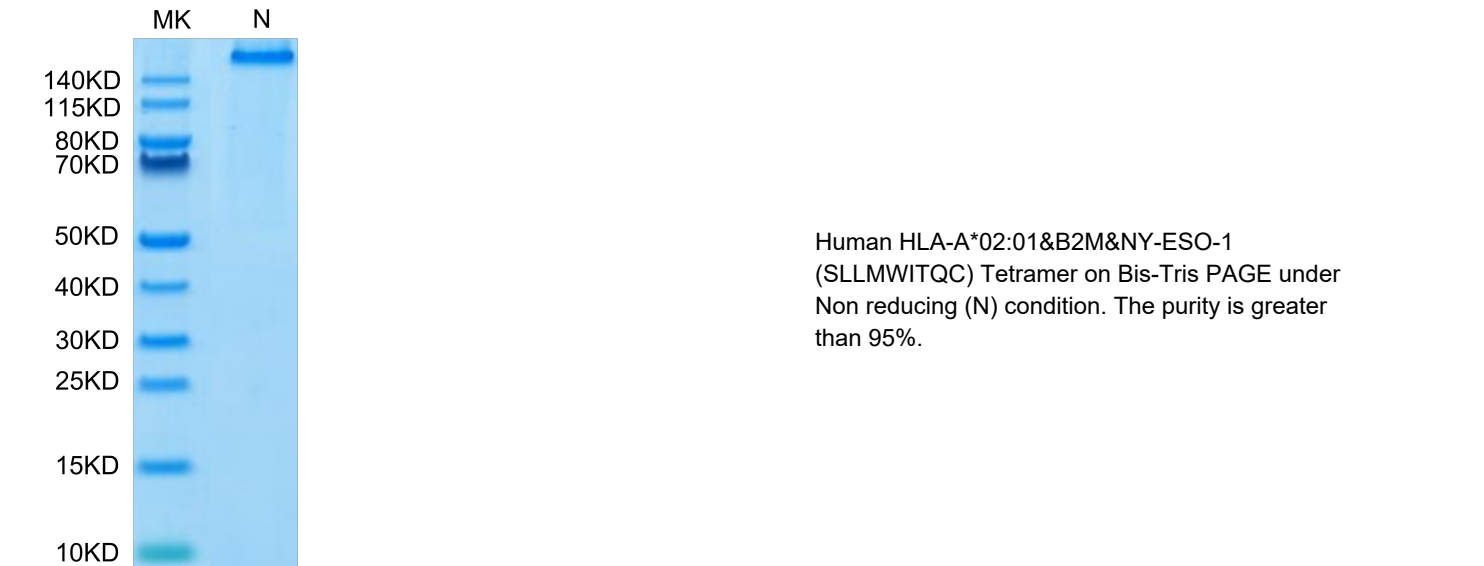 MK N
140KD
115KD
80KD
70KD
50KD
40KD
30KD
25KD
15KD
10KD
Human HLA-A*02:01&B2M&NY-ESO-1
(SLLMWITQC) Tetramer on Bis-Tris PAGE under
Non reducing (N) condition. The purity is greater
than 95%.